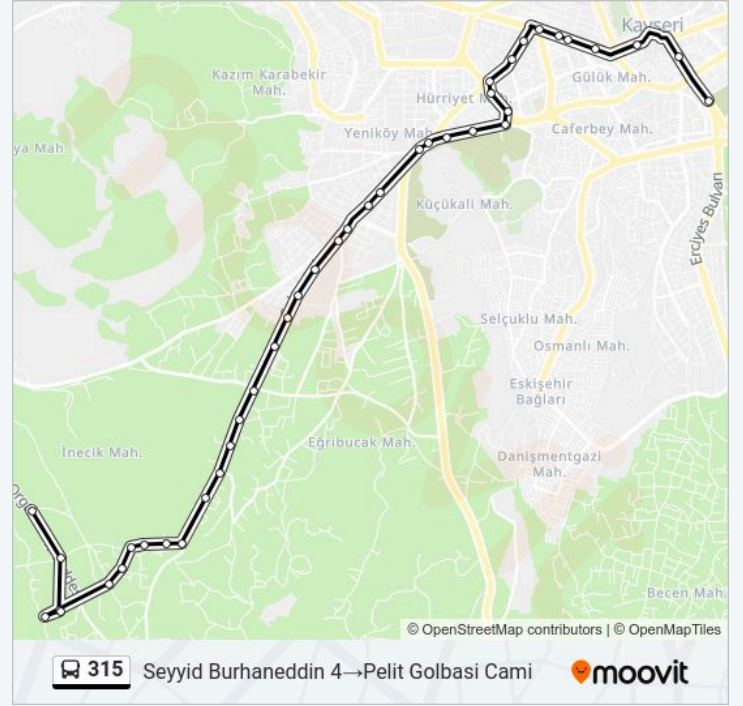 Kayseri
Kazım Karabekir
Mah.
Gülük Mah.
Hürriyet
Yeniköy Mah.
Caferbey Mah.
ya Mah.
Küçükali Mah.
Erciyes Bulvarı
Selçuklu Mah.
Osmanlı Mah.
Eskişehir
Bağları
Eğribucak Mah.
İnecik Mah.
Danişmentgazi
Mah.
Becen Mah.
© OpenStreetMap contributors | © OpenMapTiles
315 Seyyid Burhaneddin 4→Pelit Golbasi Cami moovit